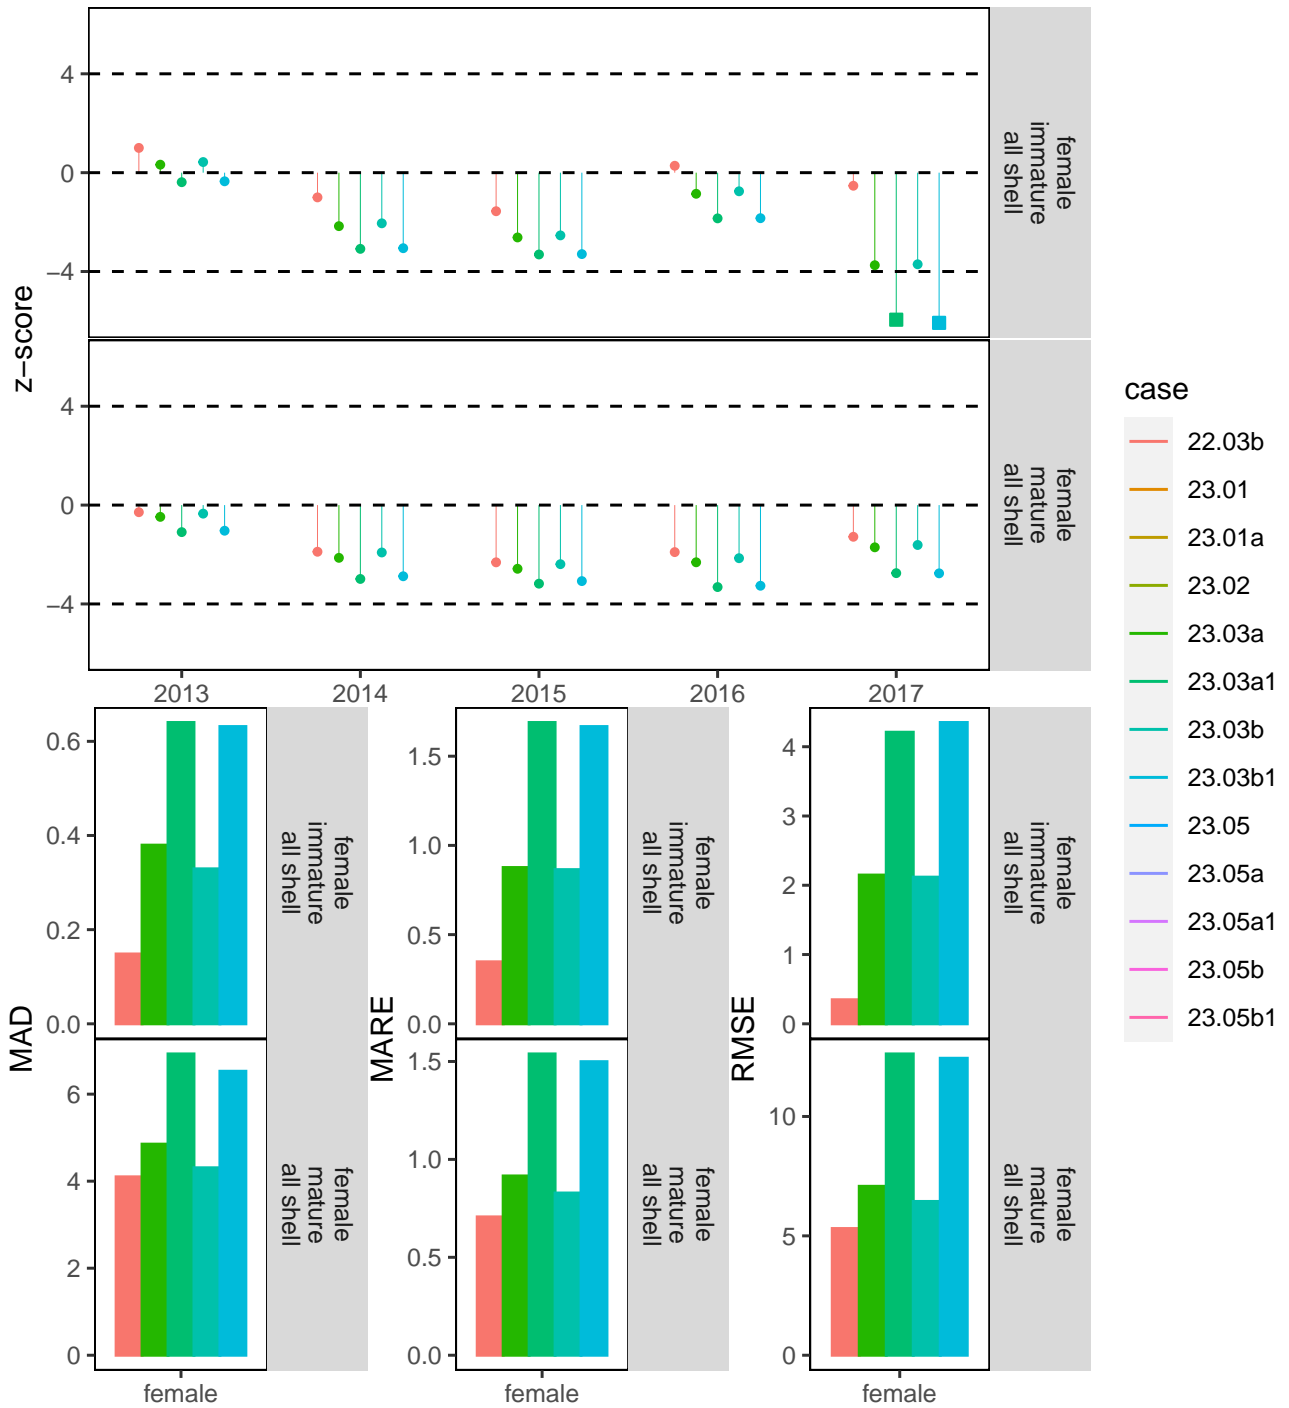 z−score
4
0
−4
female
immature
all shell
4
0
−4
female
mature
all shell
2013
2014
2015
2016
2017
MAD
0.6
0.4
0.2
0.0
female
immature
all shell
6
4
2
0
female
mature
all shell
female
MARE
1.5
1.0
0.5
0.0
female
immature
all shell
1.5
1.0
0.5
0.0
female
mature
all shell
female
RMSE
4
3
2
1
0
female
immature
all shell
10
5
0
female
mature
all shell
female
case
22.03b
23.01
23.01a
23.02
23.03a
23.03a1
23.03b
23.03b1
23.05
23.05a
23.05a1
23.05b
23.05b1